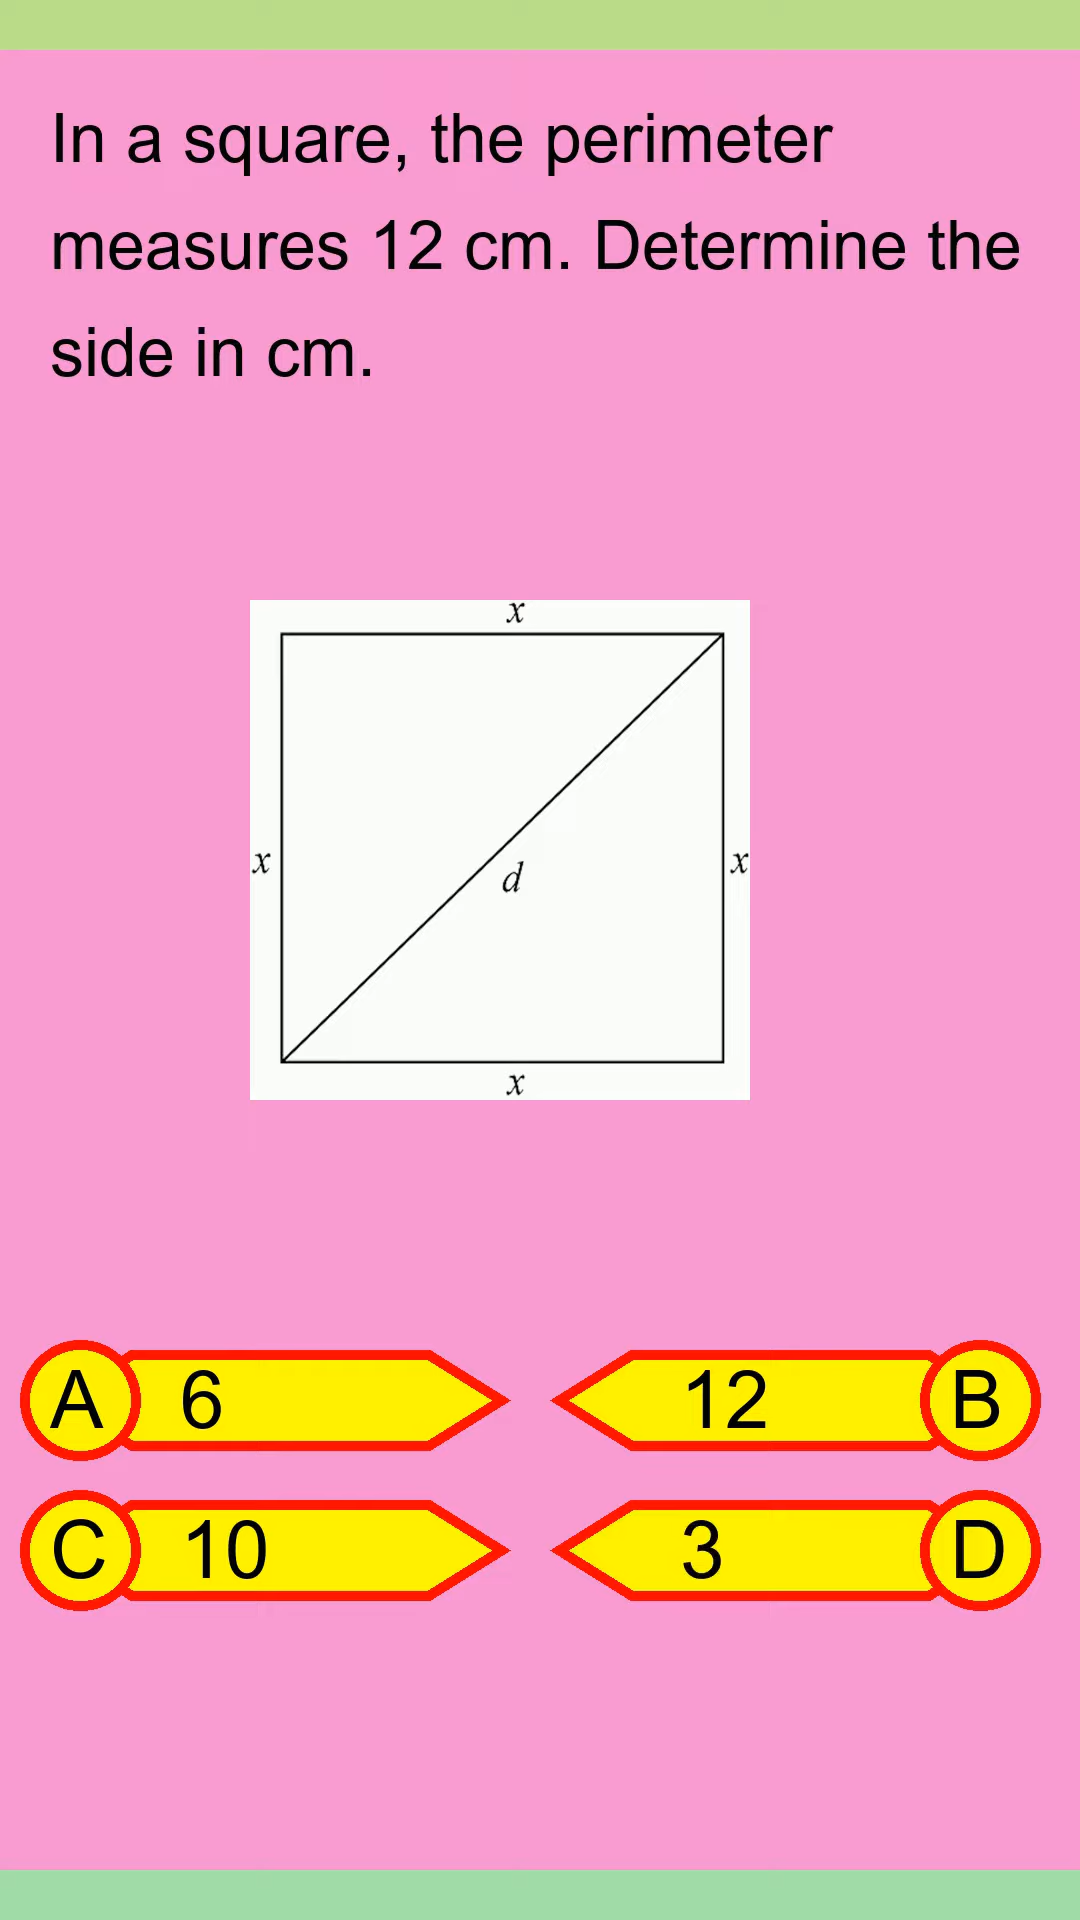 In a square, the perimeter
measures 12 cm. Determine the
side in cm.
x
x
d
x
x
A 6
12 B
C 10
3 D